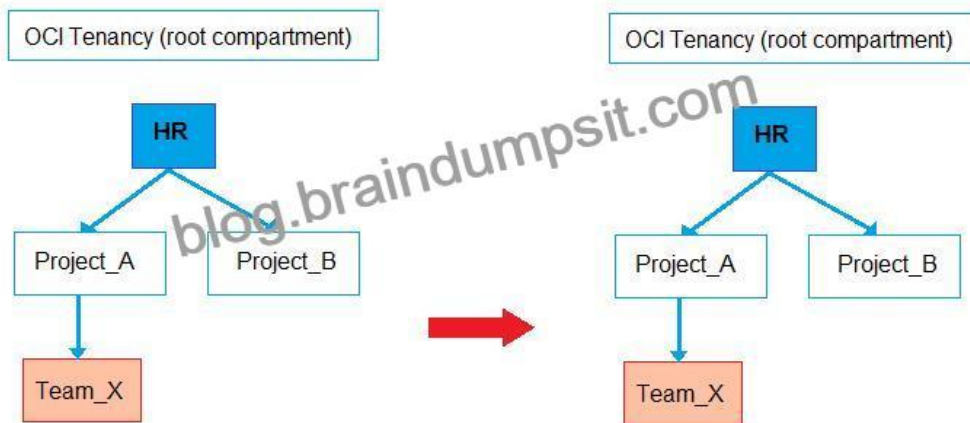 OCI Tenancy (root compartment)
HR
Project_A
Project_B
Team_X
OCI Tenancy (root compartment)
HR
Project_A
Project_B
Team_X
blog.braindumpsit.com